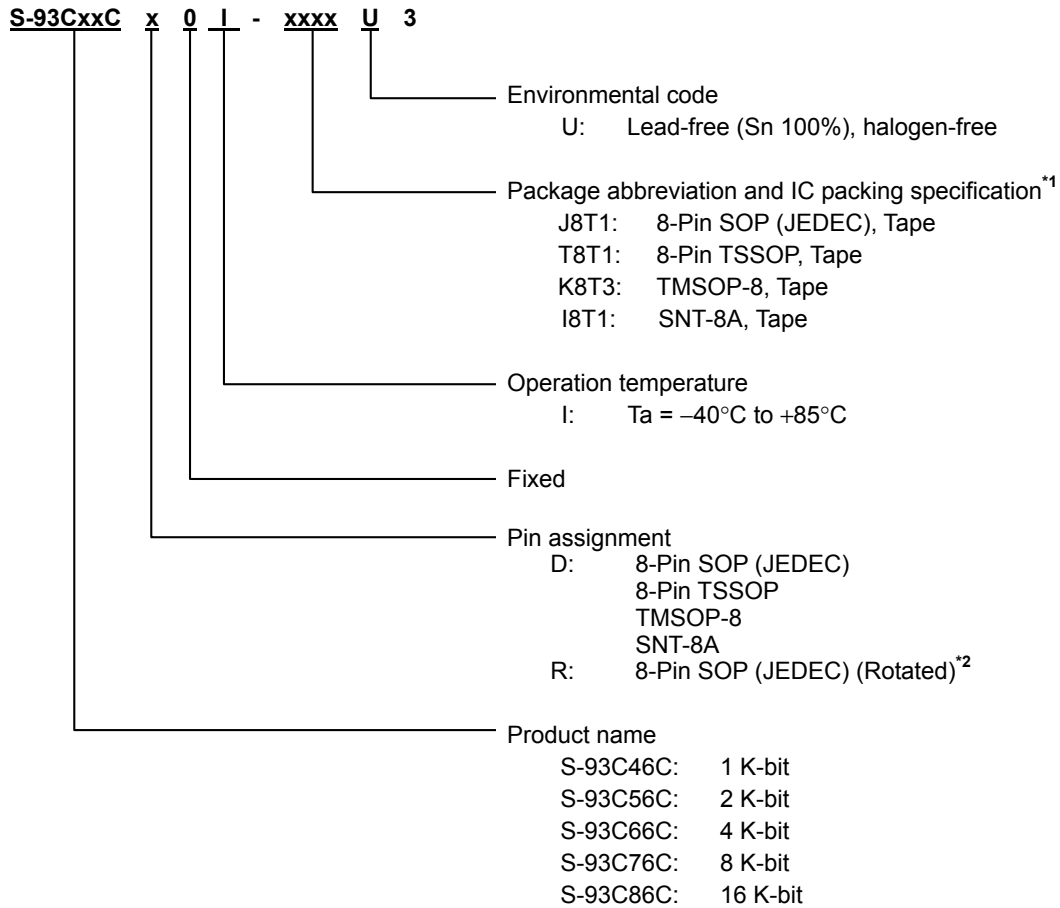 S-93CxxC x 0 I - xxxx U 3
Environmental code
U: Lead-free (Sn 100%), halogen-free
Package abbreviation and IC packing specification*1
J8T1: 8-Pin SOP (JEDEC), Tape
T8T1: 8-Pin TSSOP, Tape
K8T3: TMSOP-8, Tape
I8T1: SNT-8A, Tape
Operation temperature
I: Ta = −40°C to +85°C
Fixed
Pin assignment
D: 8-Pin SOP (JEDEC)
8-Pin TSSOP
TMSOP-8
SNT-8A
R: 8-Pin SOP (JEDEC) (Rotated)*2
Product name
S-93C46C: 1 K-bit
S-93C56C: 2 K-bit
S-93C66C: 4 K-bit
S-93C76C: 8 K-bit
S-93C86C: 16 K-bit